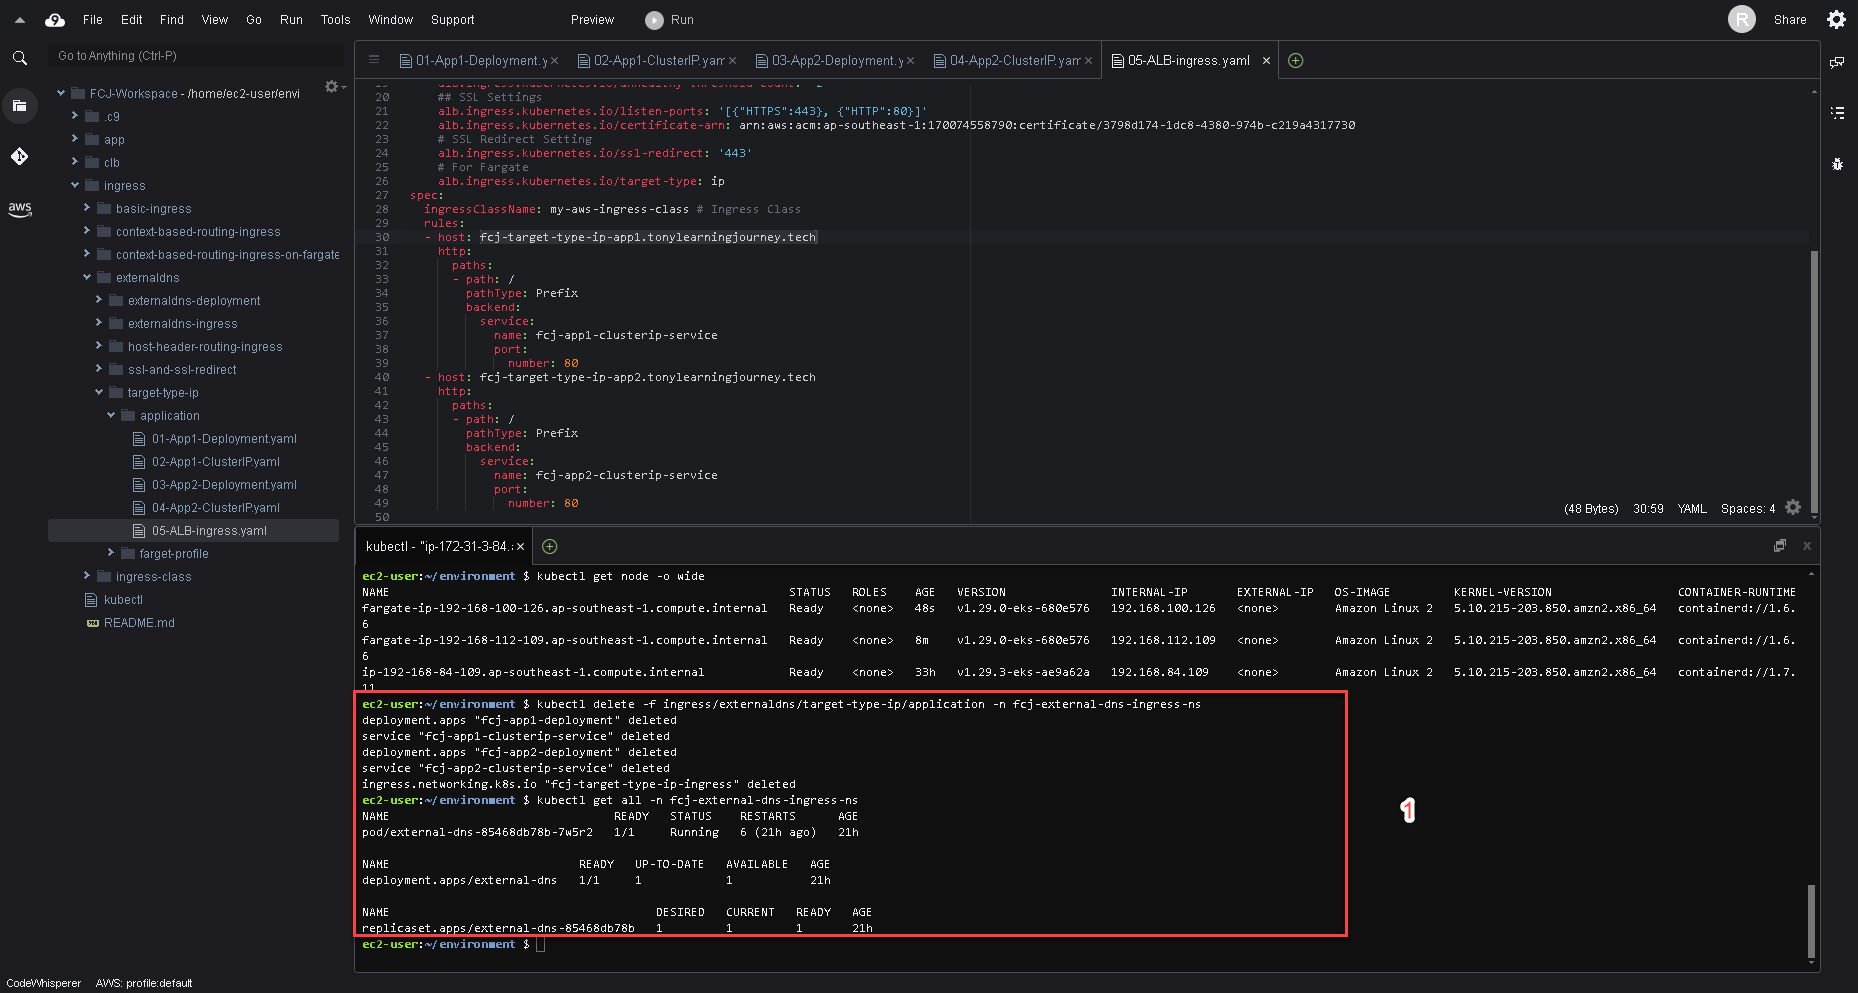 File Edit Find View Go Run Tools Window Support Preview Run R Share
Go to Anything (Ctrl-P)
FCJ-Workspace - /home/ec2-user/envi
.c9
app
clb
ingress
basic-ingress
context-based-routing-ingress
context-based-routing-ingress-on-fargate
externaldns
externaldns-deployment
externaldns-ingress
host-header-routing-ingress
ssl-and-ssl-redirect
target-type-ip
application
01-App1-Deployment.yaml
02-App1-ClusterIP.yaml
03-App2-Deployment.yaml
04-App2-ClusterIP.yaml
05-ALB-ingress.yaml
farget-profile
ingress-class
kubectl
README.md
aws
01-App1-Deployment.y 02-App1-ClusterIP.yam 03-App2-Deployment.y 04-App2-ClusterIP.yam 05-ALB-ingress.yaml
20 ## SSL Settings
21 alb.ingress.kubernetes.io/listen-ports: '[{"HTTPS":443}, {"HTTP":80}]'
22 alb.ingress.kubernetes.io/certificate-arn: arn:aws:acm:ap-southeast-1:170074558790:certificate/3798d174-1dc8-4380-974b-c219a4317730
23 # SSL Redirect Setting
24 alb.ingress.kubernetes.io/ssl-redirect: '443'
25 # For Fargate
26 alb.ingress.kubernetes.io/target-type: ip
27 spec:
28 ingressClassName: my-aws-ingress-class # Ingress Class
29 rules:
30 - host: fcj-target-type-ip-app1.tonylearningjourney.tech
31 http:
32 paths:
33 - path: /
34 pathType: Prefix
35 backend:
36 service:
37 name: fcj-app1-clusterip-service
38 port:
39 number: 80
40 - host: fcj-target-type-ip-app2.tonylearningjourney.tech
41 http:
42 paths:
43 - path: /
44 pathType: Prefix
45 backend:
46 service:
47 name: fcj-app2-clusterip-service
48 port:
49 number: 80
50
(48 Bytes) 30:59 YAML Spaces: 4
kubectl - "ip-172-31-3-84.
ec2-user:~/environment $ kubectl get node -o wide
NAME STATUS ROLES AGE VERSION INTERNAL-IP EXTERNAL-IP OS-IMAGE KERNEL-VERSION CONTAINER-RUNTIME
fargate-ip-192-168-100-126.ap-southeast-1.compute.internal Ready <none> 48s v1.29.0-eks-680e576 192.168.100.126 <none> Amazon Linux 2 5.10.215-203.850.amzn2.x86_64 containerd://1.6.
6
fargate-ip-192-168-112-109.ap-southeast-1.compute.internal Ready <none> 8m v1.29.0-eks-680e576 192.168.112.109 <none> Amazon Linux 2 5.10.215-203.850.amzn2.x86_64 containerd://1.6.
6
ip-192-168-84-109.ap-southeast-1.compute.internal Ready <none> 33h v1.29.3-eks-ae9a62a 192.168.84.109 <none> Amazon Linux 2 5.10.215-203.850.amzn2.x86_64 containerd://1.7.
11
ec2-user:~/environment $ kubectl delete -f ingress/externaldns/target-type-ip/application -n fcj-external-dns-ingress-ns
deployment.apps "fcj-app1-deployment" deleted
service "fcj-app1-clusterip-service" deleted
deployment.apps "fcj-app2-deployment" deleted
service "fcj-app2-clusterip-service" deleted
ingress.networking.k8s.io "fcj-target-type-ip-ingress" deleted
ec2-user:~/environment $ kubectl get all -n fcj-external-dns-ingress-ns
NAME READY STATUS RESTARTS AGE
pod/external-dns-85468db78b-7w5r2 1/1 Running 6 (21h ago) 21h
NAME READY UP-TO-DATE AVAILABLE AGE
deployment.apps/external-dns 1/1 1 1 21h
NAME DESIRED CURRENT READY AGE
replicaset.apps/external-dns-85468db78b 1 1 1 21h
ec2-user:~/environment $
1
CodeWhisperer AWS: profile:default